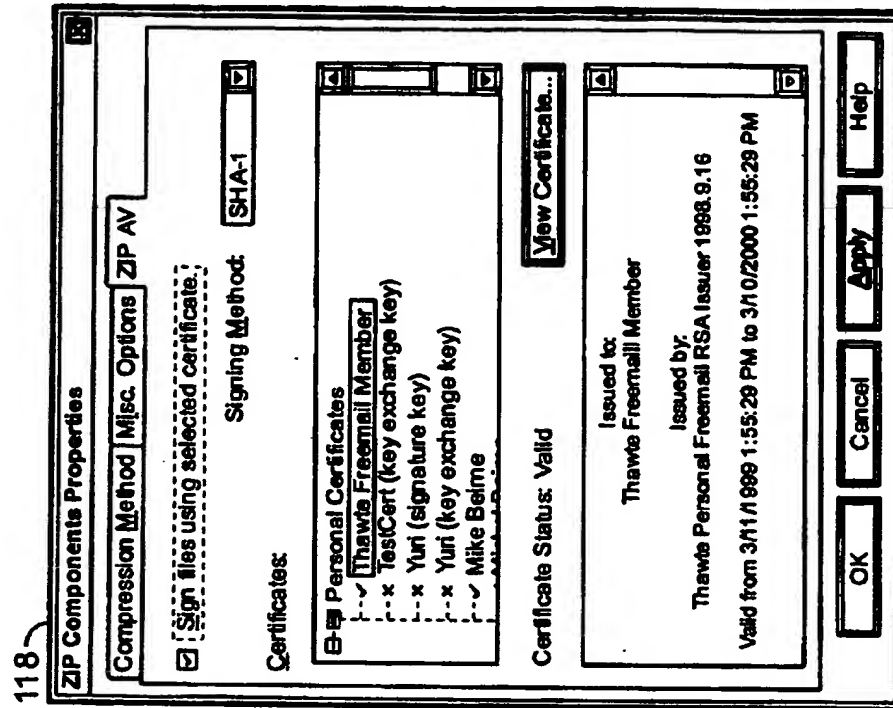 118
ZIP Components Properties
Compression Method Misc. Options ZIP AV
Sign files using selected certificate.
Signing Method: SHA-1
Certificates:
Personal Certificates
Thawte Freemail Member
TestCert (key exchange key)
Yuri (signature key)
Yuri (key exchange key)
Mike Beirne
Certificate Status: Valid View Certificate...
Issued to:
Thawte Freemaill Member
Issued by:
Thawte Personal Freemail RSA Issuer 1998.9.16
Valid from 3/11/1999 1:55:29 PM to 3/10/2000 1:55:29 PM
OK Cancel Apply Help